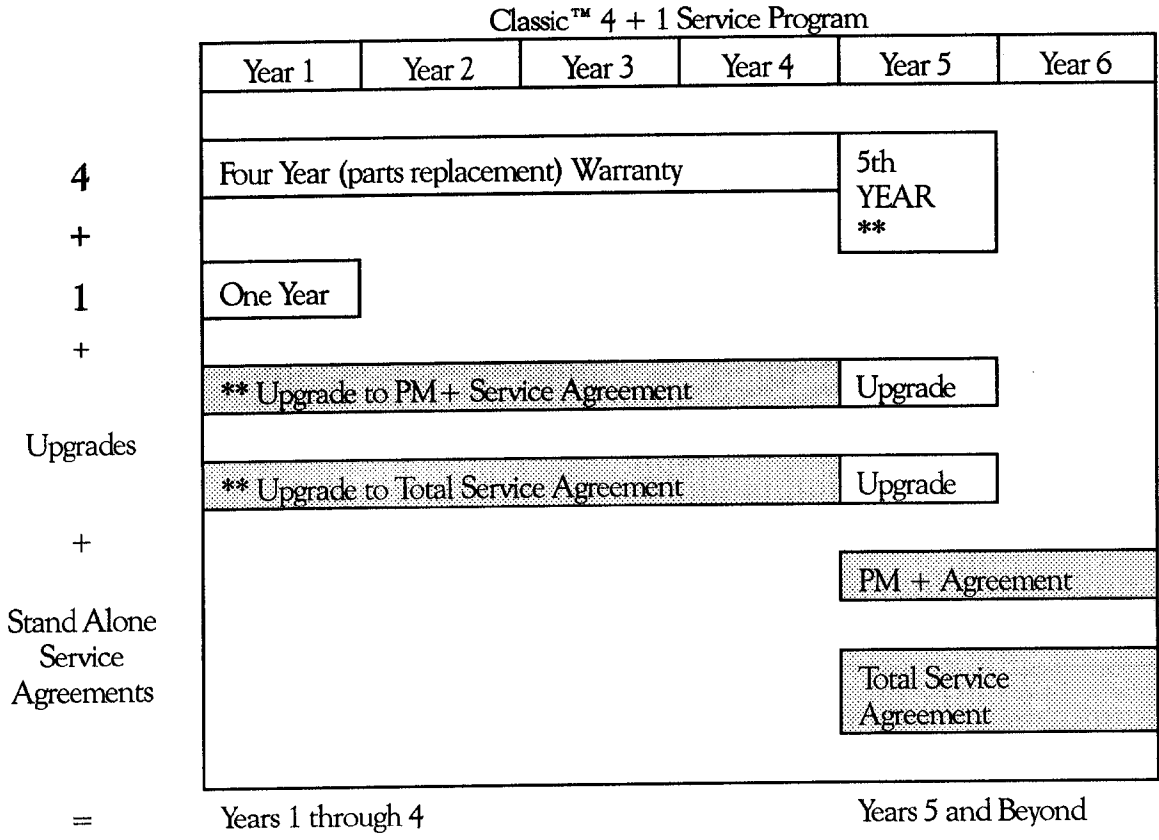 Classic™ 4 + 1 Service Program
Year 1 Year 2 Year 3 Year 4 Year 5 Year 6
4 Four Year (parts replacement) Warranty 5th
YEAR
+ **
1 One Year
+
** Upgrade to PM+ Service Agreement Upgrade
Upgrades
** Upgrade to Total Service Agreement Upgrade
+
PM + Agreement
Stand Alone
Service
Agreements
Total Service
Agreement
= Years 1 through 4 Years 5 and Beyond